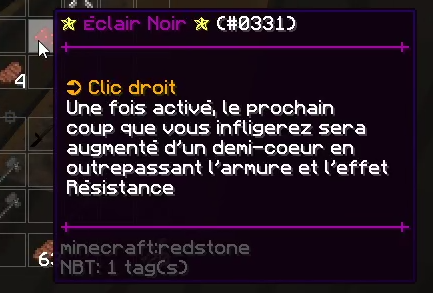 ★ Éclair Noir ★ (#0331)
➲ Clic droit
Une fois activé, le prochain
coup que vous infligerez sera
augmenté d'un demi-coeur en
outrepassant l'armure et l'effet
Résistance
4
minecraft:redstone
NBT: 1 tag(s)